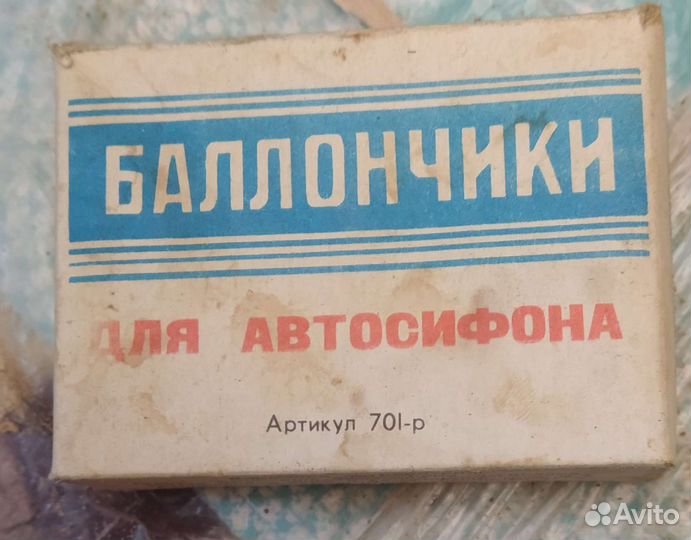 БАЛЛОНЧИКИ
ДЛЯ АВТОСИФОНА
Артикул 701-р
Avito